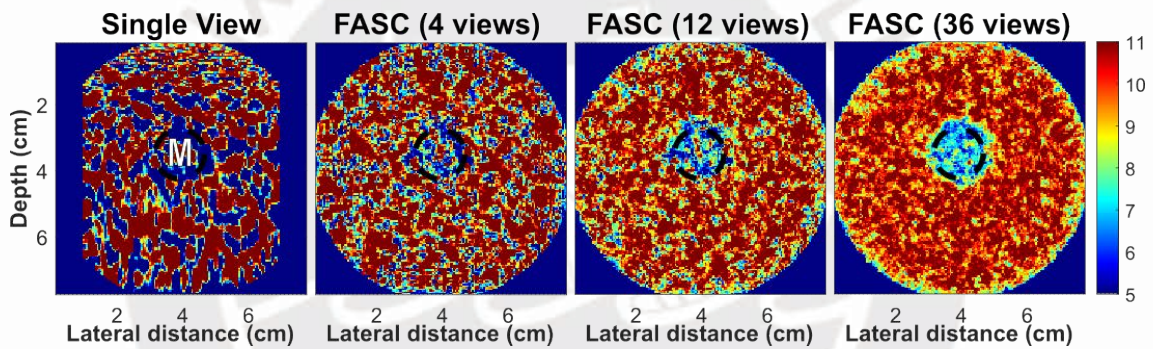 Single View FASC (4 views) FASC (12 views) FASC (36 views)
Depth (cm)
2
4
6
M
11
10
9
8
7
6
5
2 4 6 2 4 6 2 4 6 2 4 6
Lateral distance (cm) Lateral distance (cm) Lateral distance (cm) Lateral distance (cm)